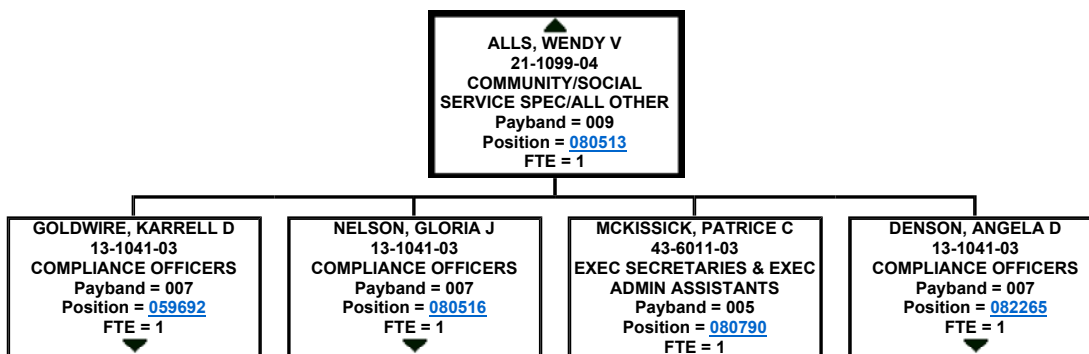 ALLS, WENDY V
21-1099-04
COMMUNITY/SOCIAL
SERVICE SPEC/ALL OTHER
Payband = 009
Position = 080513
FTE = 1
GOLDWIRE, KARRELL D
13-1041-03
COMPLIANCE OFFICERS
Payband = 007
Position = 059692
FTE = 1
NELSON, GLORIA J
13-1041-03
COMPLIANCE OFFICERS
Payband = 007
Position = 080516
FTE = 1
MCKISSICK, PATRICE C
43-6011-03
EXEC SECRETARIES & EXEC
ADMIN ASSISTANTS
Payband = 005
Position = 080790
FTE = 1
DENSON, ANGELA D
13-1041-03
COMPLIANCE OFFICERS
Payband = 007
Position = 082265
FTE = 1